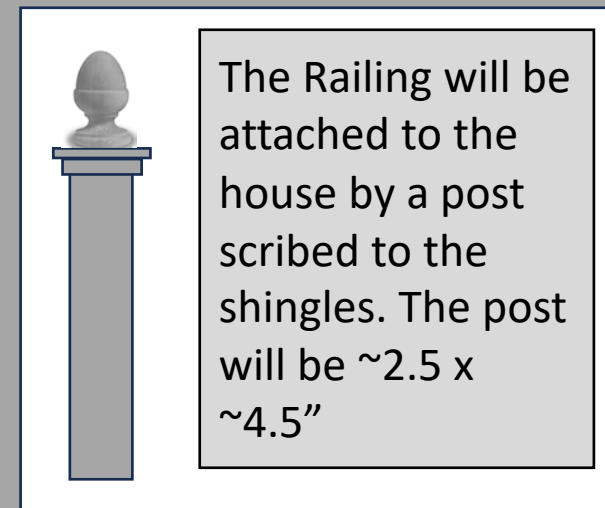 The Railing will be
attached to the
house by a post
scribed to the
shingles. The post
will be ~2.5 x
~4.5”